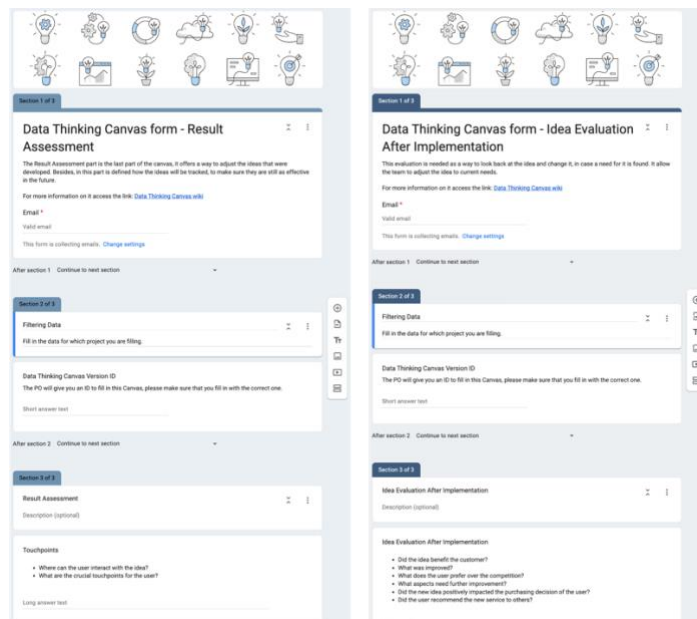 Section 1 of 3
Data Thinking Canvas form - Result
Assessment
The Result Assessment part is the last part of the canvas, it offers a way to adjust the ideas that were
developed. Besides, in this part is defined how the ideas will be tracked, to make sure they are still as effective
in the future.
For more information on it access the link: Data Thinking Canvas wiki
Email *
Valid email
This form is collecting emails. Change settings
After section 1 Continue to next section
Section 2 of 3
Filtering Data
Fill in the data for which project you are filling.
Data Thinking Canvas Version ID
The PO will give you an ID to fill in this Canvas, please make sure that you fill in with the correct one.
Short answer text
After section 2 Continue to next section
Section 3 of 3
Result Assessment
Description (optional)
Touchpoints
• Where can the user interact with the idea?
• What are the crucial touchpoints for the user?
Long answer text
Tт
Section 1 of 3
Data Thinking Canvas form - Idea Evaluation
After Implementation
This evaluation is needed as a way to look back at the idea and change it, in case a need for it is found. It allow
the team to adjust the idea to current needs.
For more information on it access the link: Data Thinking Canvas wiki
Email *
Valid email
This form is collecting emails. Change settings
After section 1 Continue to next section
Section 2 of 3
Filtering Data
Fill in the data for which project you are filling.
Data Thinking Canvas Version ID
The PO will give you an ID to fill in this Canvas, please make sure that you fill in with the correct one.
Short answer text
After section 2 Continue to next section
Section 3 of 3
Idea Evaluation After Implementation
Description (optional)
Idea Evaluation After Implementation
• Did the idea benefit the customer?
• What was improved?
• What does the user prefer over the competition?
• What aspects need further improvement?
• Did the new idea positively impacted the purchasing decision of the user?
• Did the user recommend the new service to others?